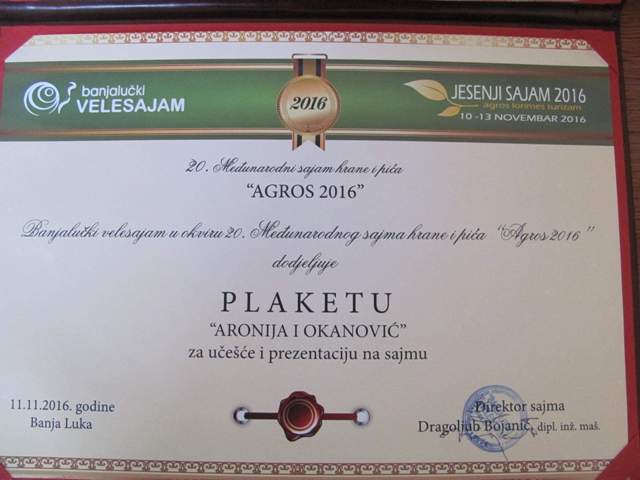 banjalučki
VELESAJAM
2016
JESENJI SAJAM 2016
agros lorimes turizam
10 -13 NOVEMBAR 2016
20. Međunarodni sajam hrane i pića
“AGROS 2016”
Banjalučki velesajam u okviru 20. Međunarodnog sajma hrane i pića “Agros 2016”
dodjeljuje
PLAKETU
“ARONIJA I OKANOVIĆ”
za učešće i prezentaciju na sajmu
11.11.2016. godine
Banja Luka
Direktor sajma
Dragoljub Bojanić, dipl. inž. maš.